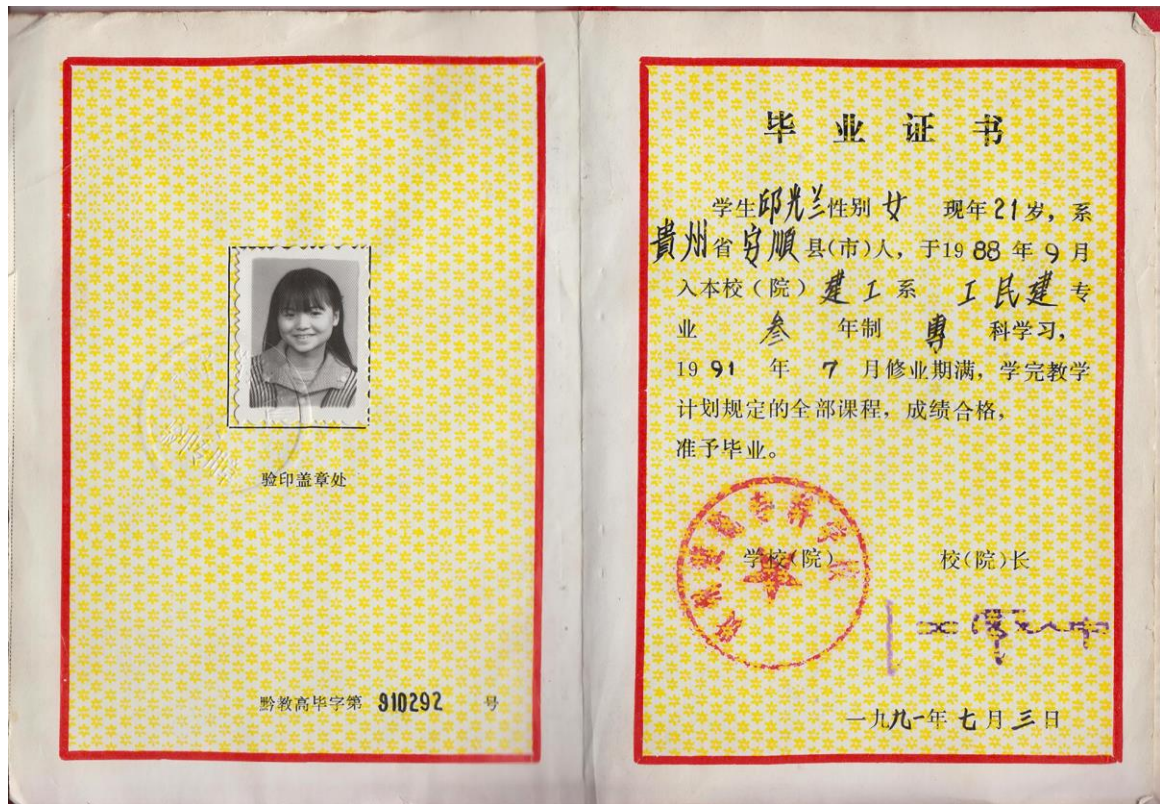 验印盖章处
黔教高毕字第 910292 号
毕业证书
学生邱光兰性别女 现年21岁，系
貴州省安順县(市)人，于1988年9月
入本校(院)建工系 工民建专
业 叁 年制 專 科学习，
1991 年 7 月修业期满，学完教学
计划规定的全部课程，成绩合格，
准予毕业。
学校(院) 校(院)长
一九九一年七月三日